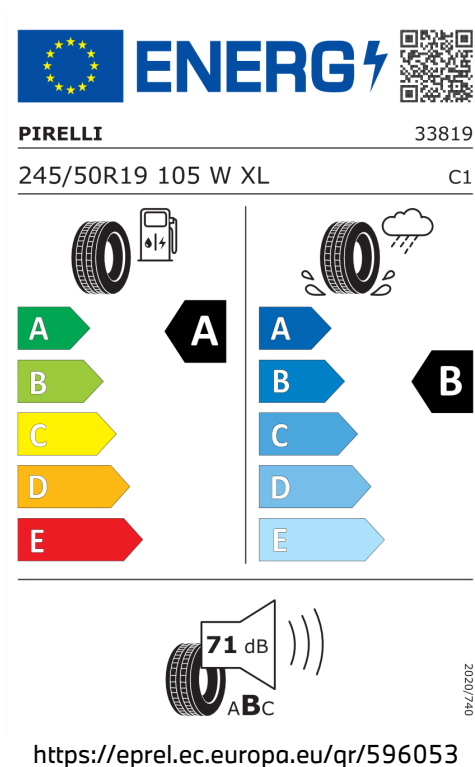 ENERG
PIRELLI 33819
245/50R19 105 W XL C1
A A A
B B B
C C
D D
E E
71 dB
ABC
2020/740
https://eprel.ec.europa.eu/qr/596053